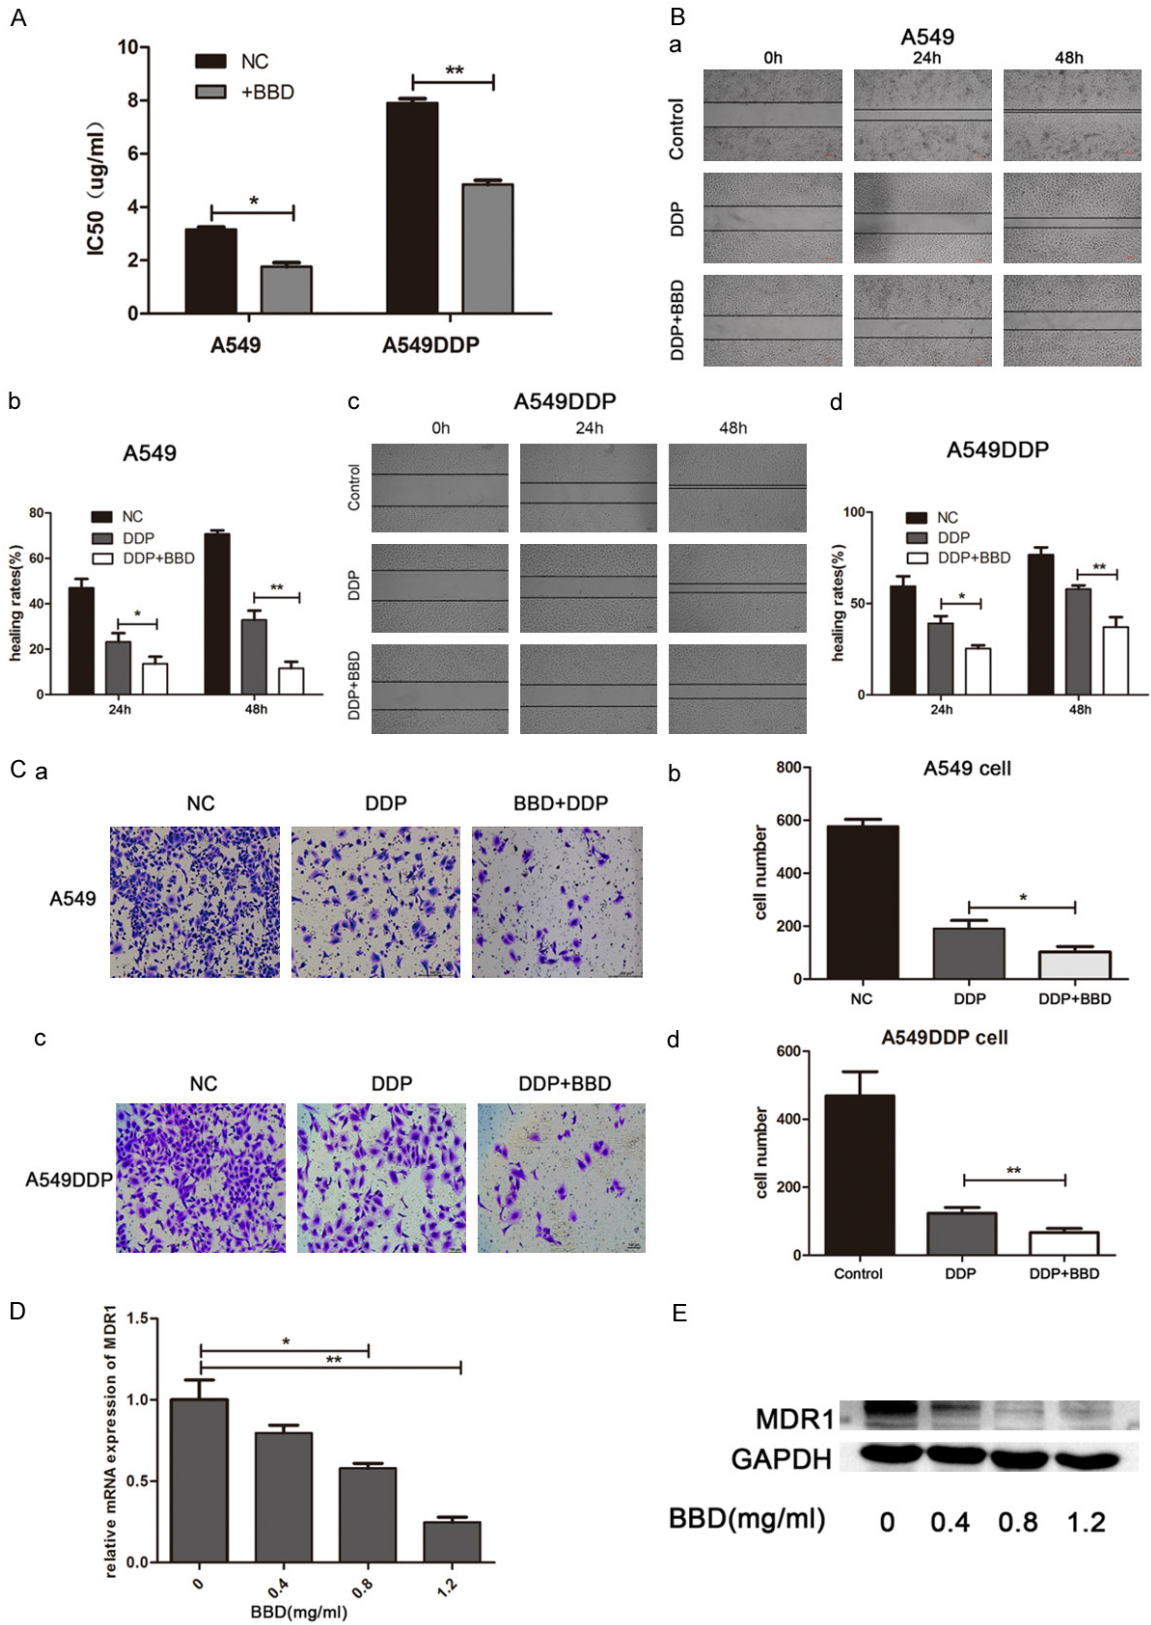 A
10
8
6
4
2
0
IC50 (ug/ml)
NC
+BBD
*
**
A549
A549DDP
B
a
A549
0h
24h
48h
Control
DDP
DDP+BBD
b
A549
80
60
40
20
0
healing rates(%)
NC
DDP
DDP+BBD
*
**
24h
48h
c
A549DDP
0h
24h
48h
Control
DDP
DDP+BBD
d
A549DDP
100
50
0
healing rates(%)
NC
DDP
DDP+BBD
*
**
24h
48h
C a
NC
DDP
BBD+DDP
A549
b
A549 cell
800
600
400
200
0
cell number
*
NC
DDP
DDP+BBD
c
NC
DDP
DDP+BBD
A549DDP
d
A549DDP cell
600
400
200
0
cell number
**
Control
DDP
DDP+BBD
D
1.5
1.0
0.5
0.0
relative mRNA expression of MDR1
*
**
0
0.4
0.8
1.2
BBD(mg/ml)
E
MDR1
GAPDH
BBD(mg/ml) 0 0.4 0.8 1.2